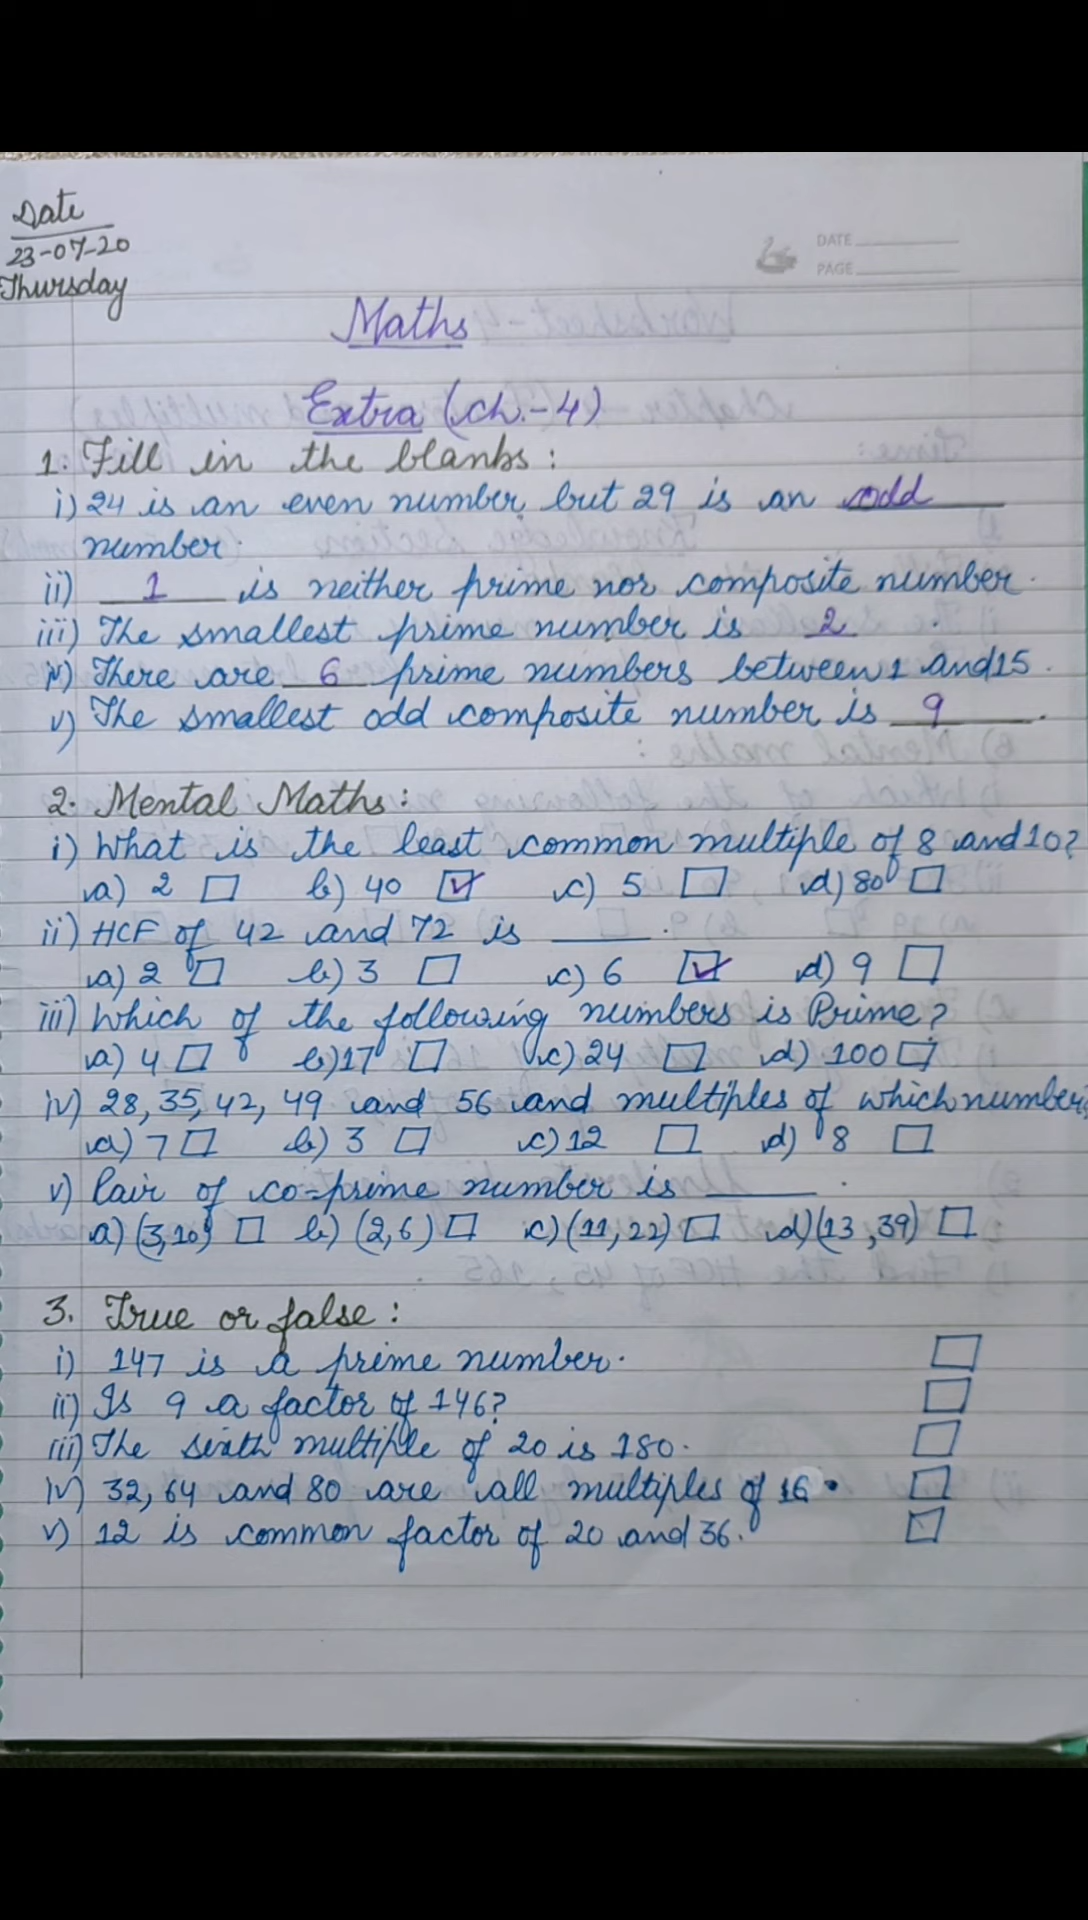 Date
23-07-20
Thursday
DATE
PAGE
Maths
Extra (ch.-4)
1. Fill in the blanks :
i) 24 is an even number, but 29 is an odd
number.
ii) 1 is neither prime nor composite number.
iii) The smallest prime number is 2.
iv) There are 6 prime numbers between 1 and 15.
v) The smallest odd composite number is 9.
2. Mental Maths :
i) What is the least common multiple of 8 and 10?
a) 2 b) 40 ✓ c) 5 d) 80
ii) HCF of 42 and 72 is ______.
a) 2 b) 3 c) 6 ✓ d) 9
iii) Which of the following numbers is Prime?
a) 4 b) 17 c) 24 d) 100
iv) 28, 35, 42, 49 and 56 and multiples of which number
a) 7 b) 3 c) 12 d) 8
v) Pair of co-prime number is ______.
a) (3,10) b) (2,6) c) (11,22) d) (13,39)
3. True or false :
i) 147 is a prime number.
ii) Is 9 a factor of 146?
iii) The sixth multiple of 20 is 180.
iv) 32, 64 and 80 are all multiples of 16.
v) 12 is common factor of 20 and 36.